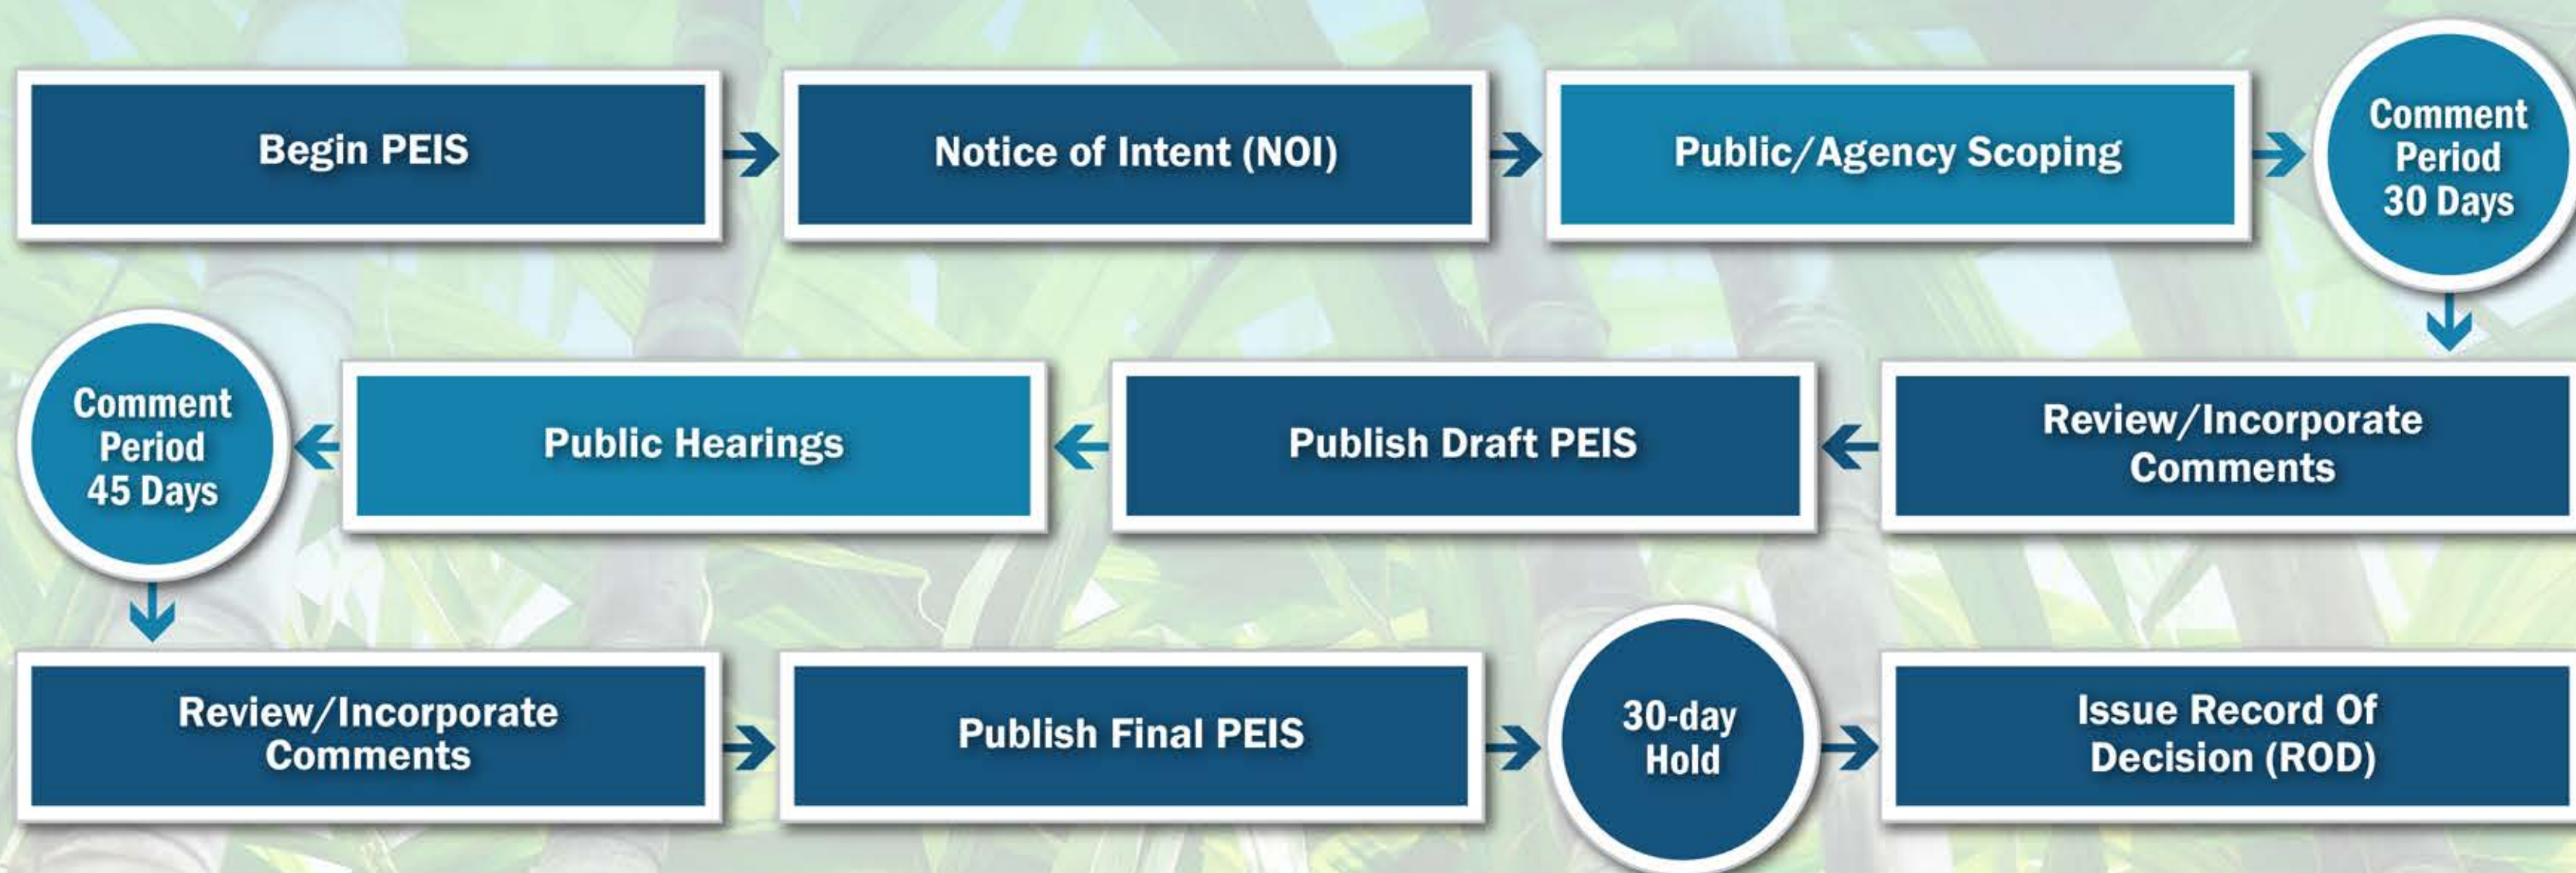 Begin PEIS
Notice of Intent (NOI)
Public/Agency Scoping
Comment
Period
30 Days
Review/Incorporate
Comments
Publish Draft PEIS
Public Hearings
Comment
Period
45 Days
Review/Incorporate
Comments
Publish Final PEIS
30-day
Hold
Issue Record Of
Decision (ROD)